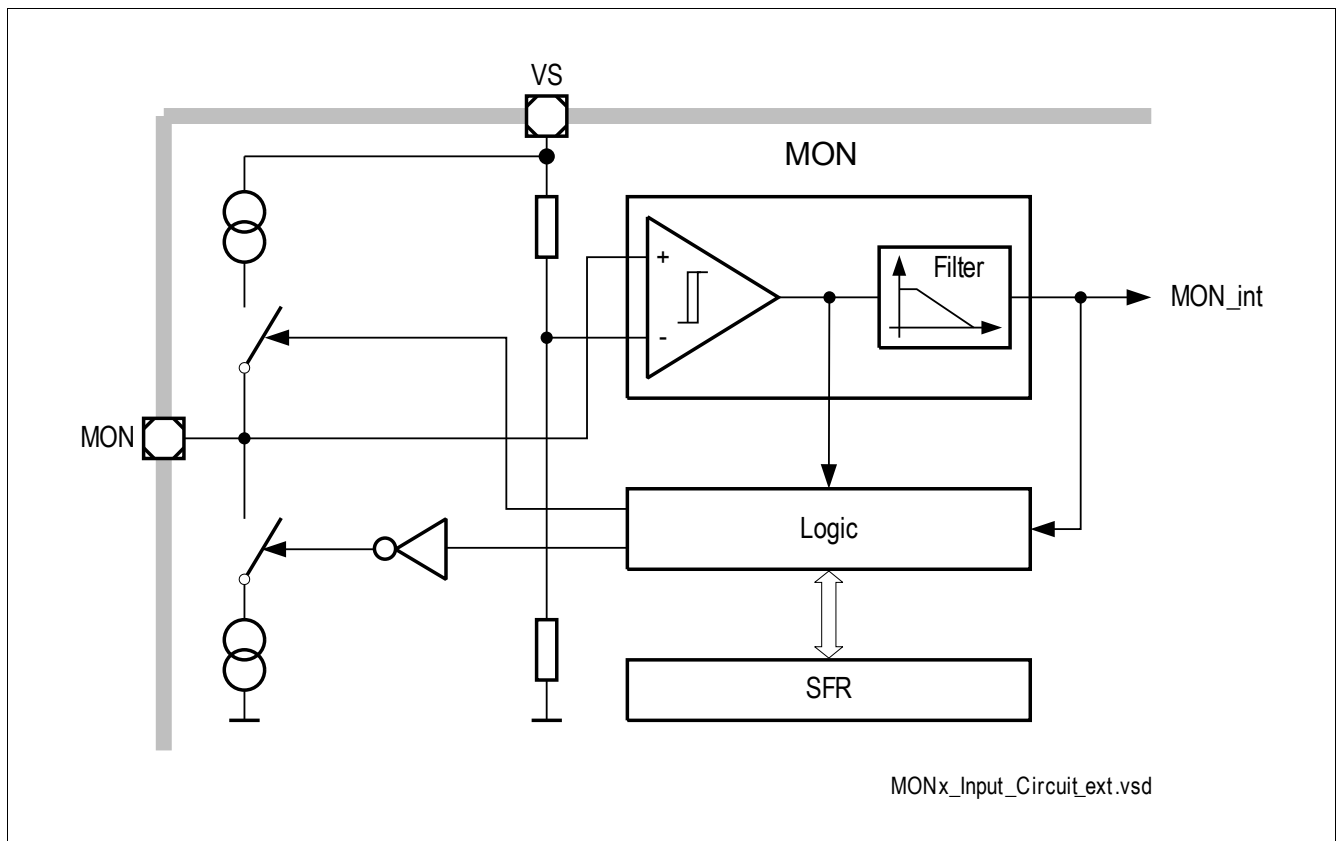 VS
MON
+
Filter
MON_int
-
MON
Logic
SFR
MONx_Input_Circuit_ext.vsd